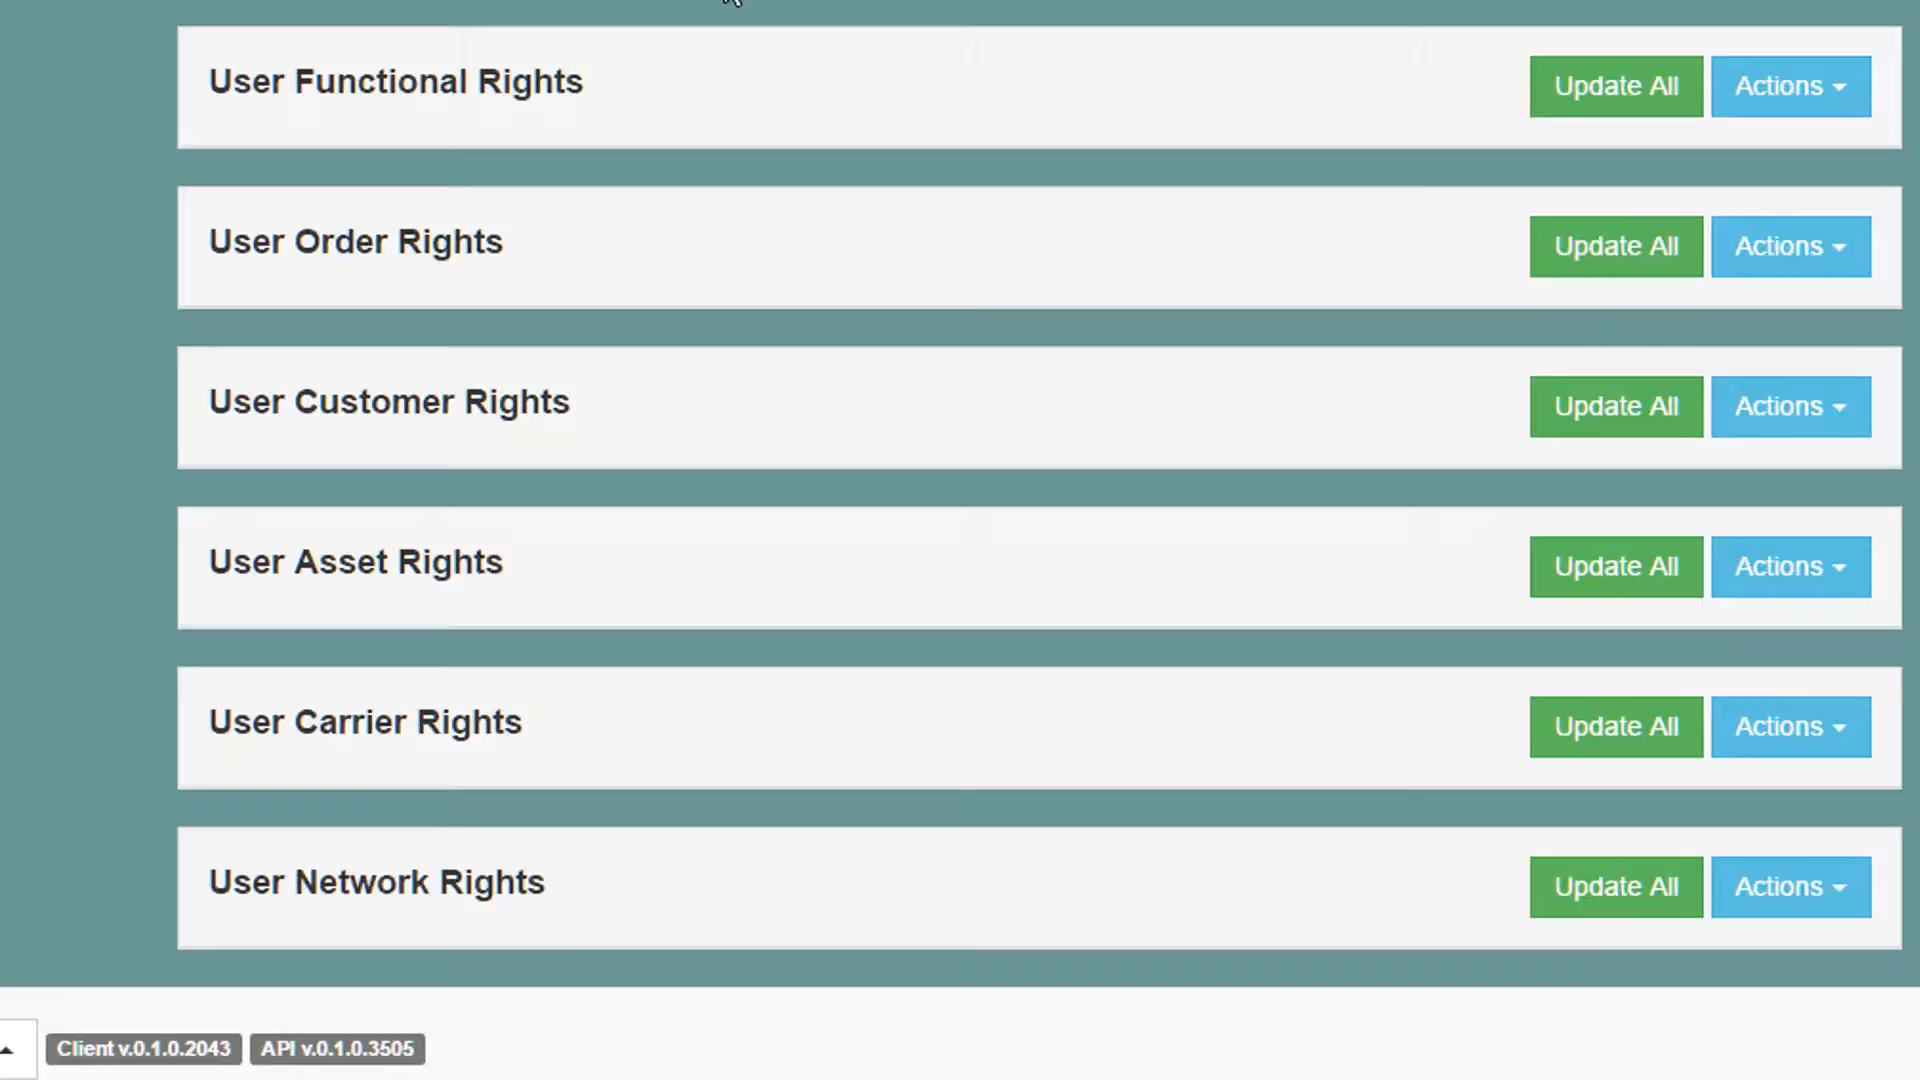 User Functional Rights Update All Actions
User Order Rights Update All Actions
User Customer Rights Update All Actions
User Asset Rights Update All Actions
User Carrier Rights Update All Actions
User Network Rights Update All Actions
Client v.0.1.0.2043 API v.0.1.0.3505